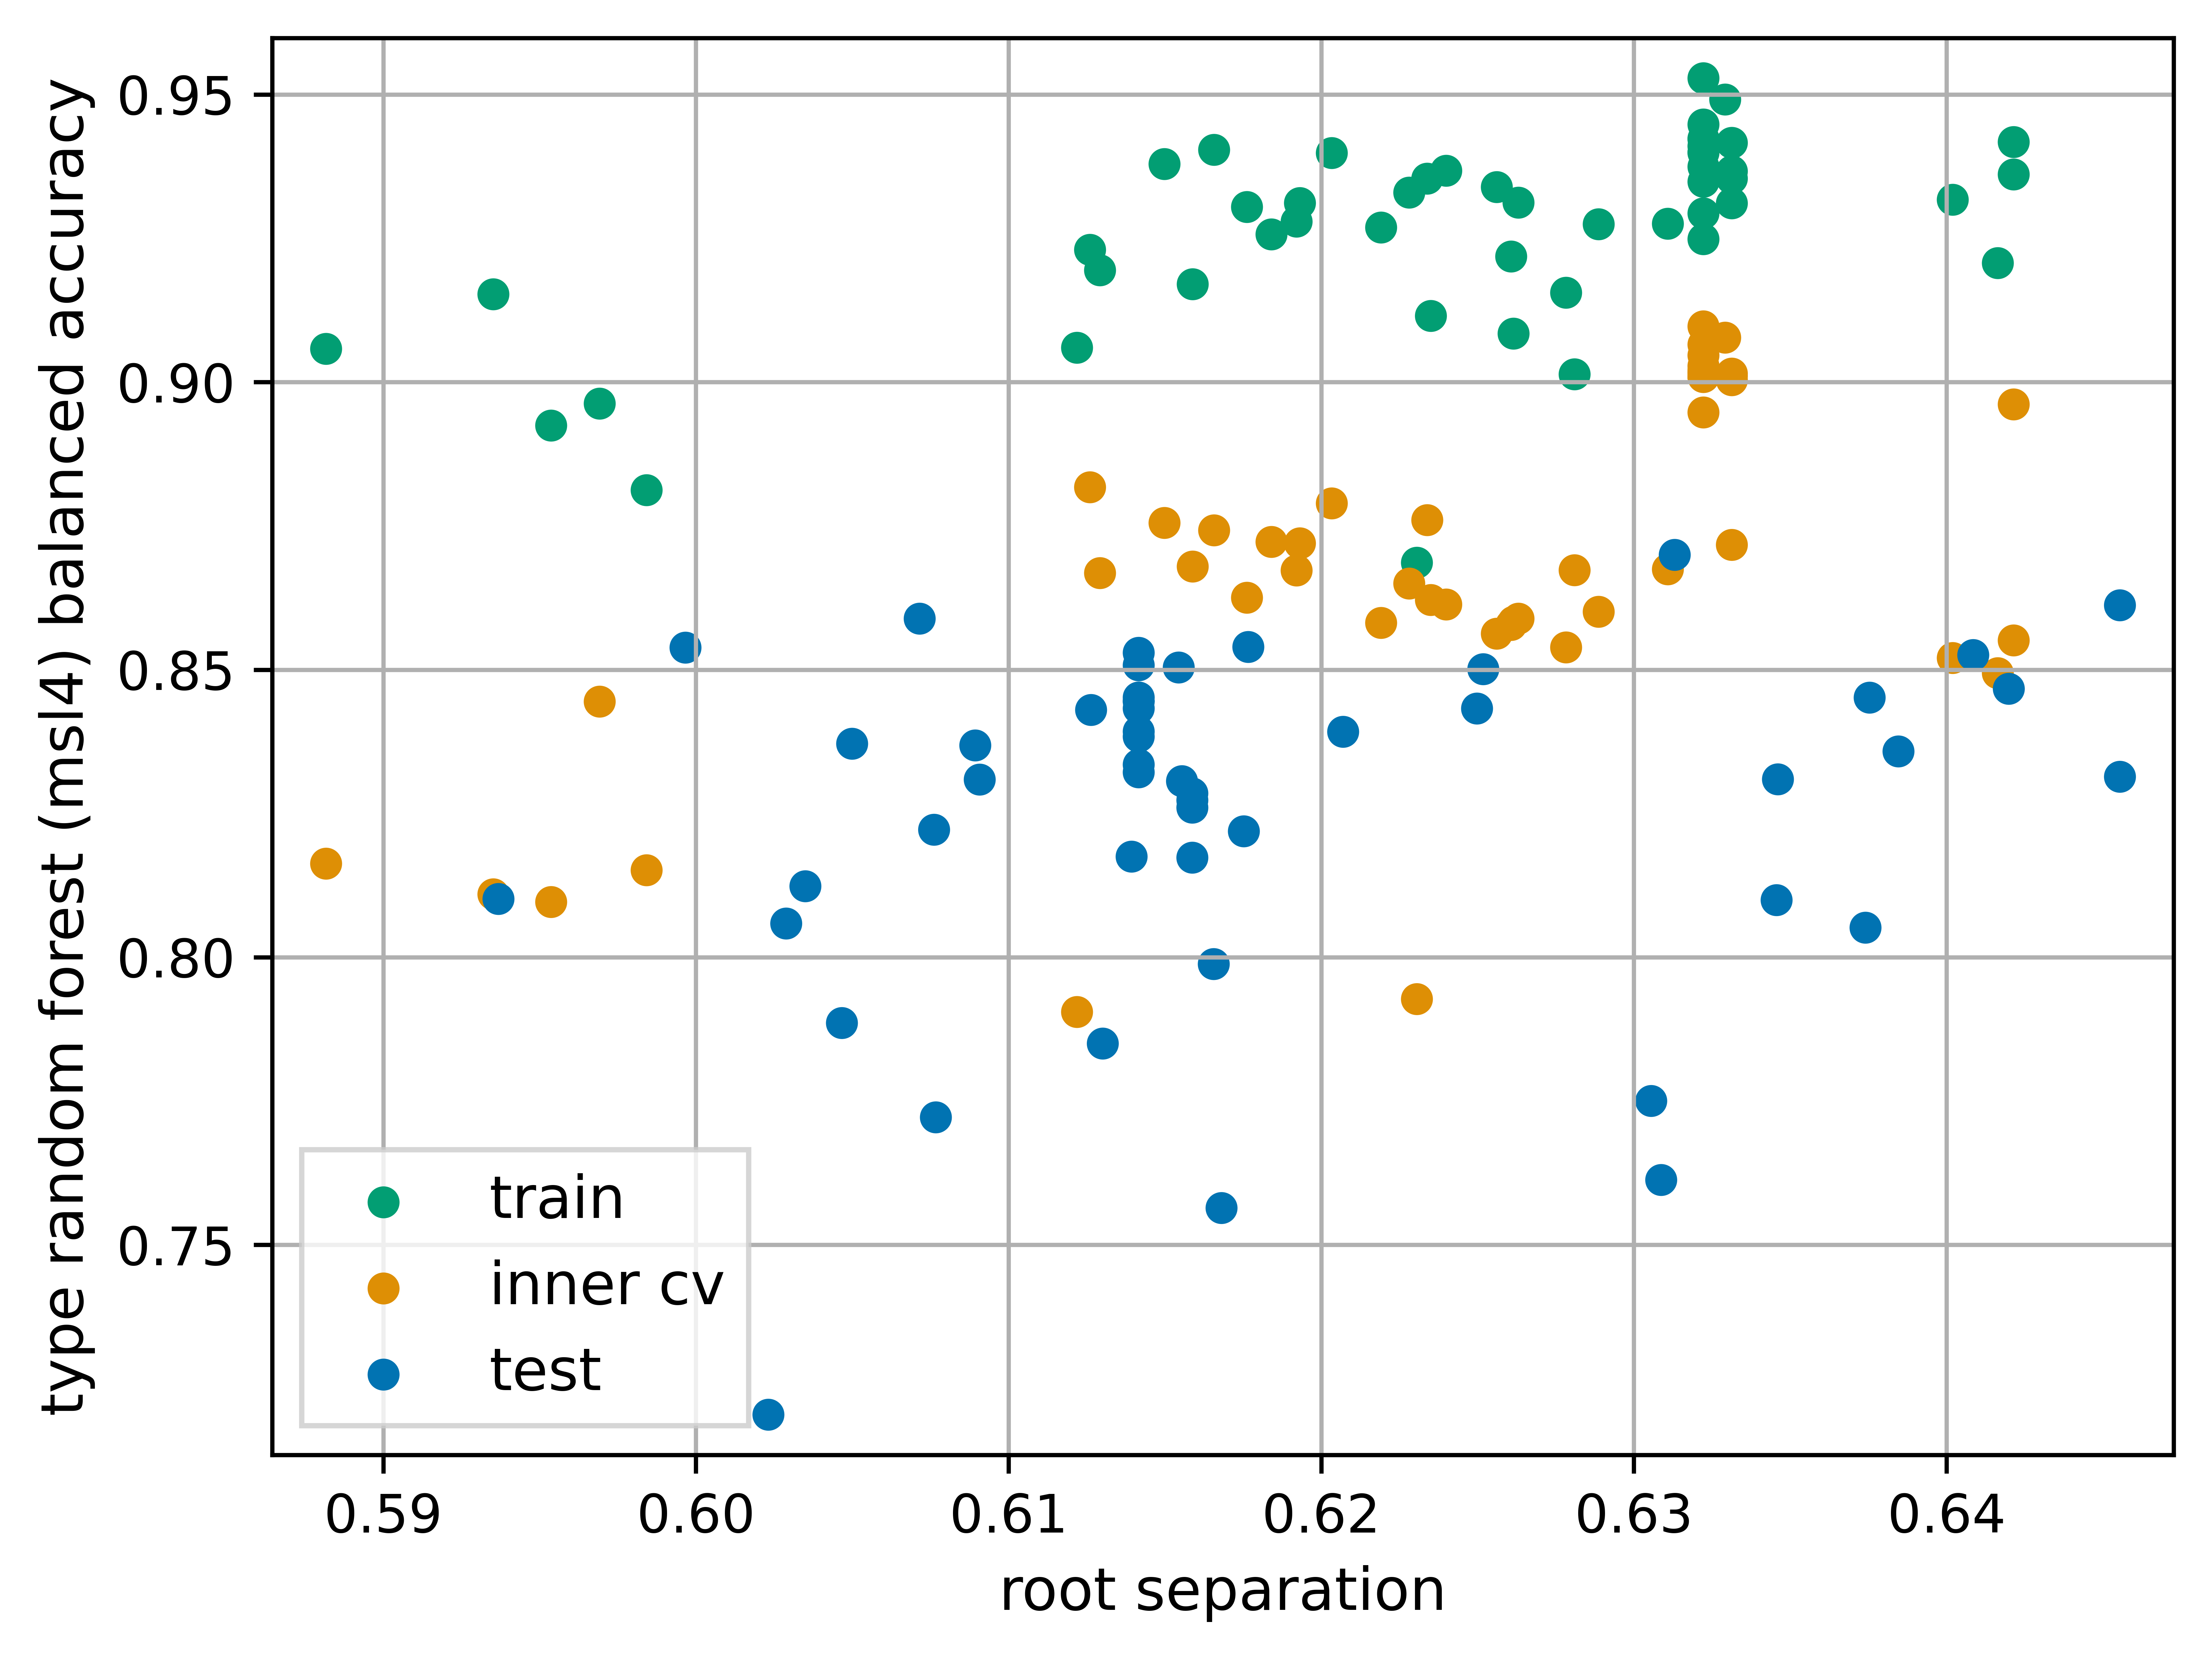 type random forest (msl4) balanced accuracy
0.95
0.90
0.85
0.80
0.75
train
inner cv
test
0.59 0.60 0.61 0.62 0.63 0.64
root separation